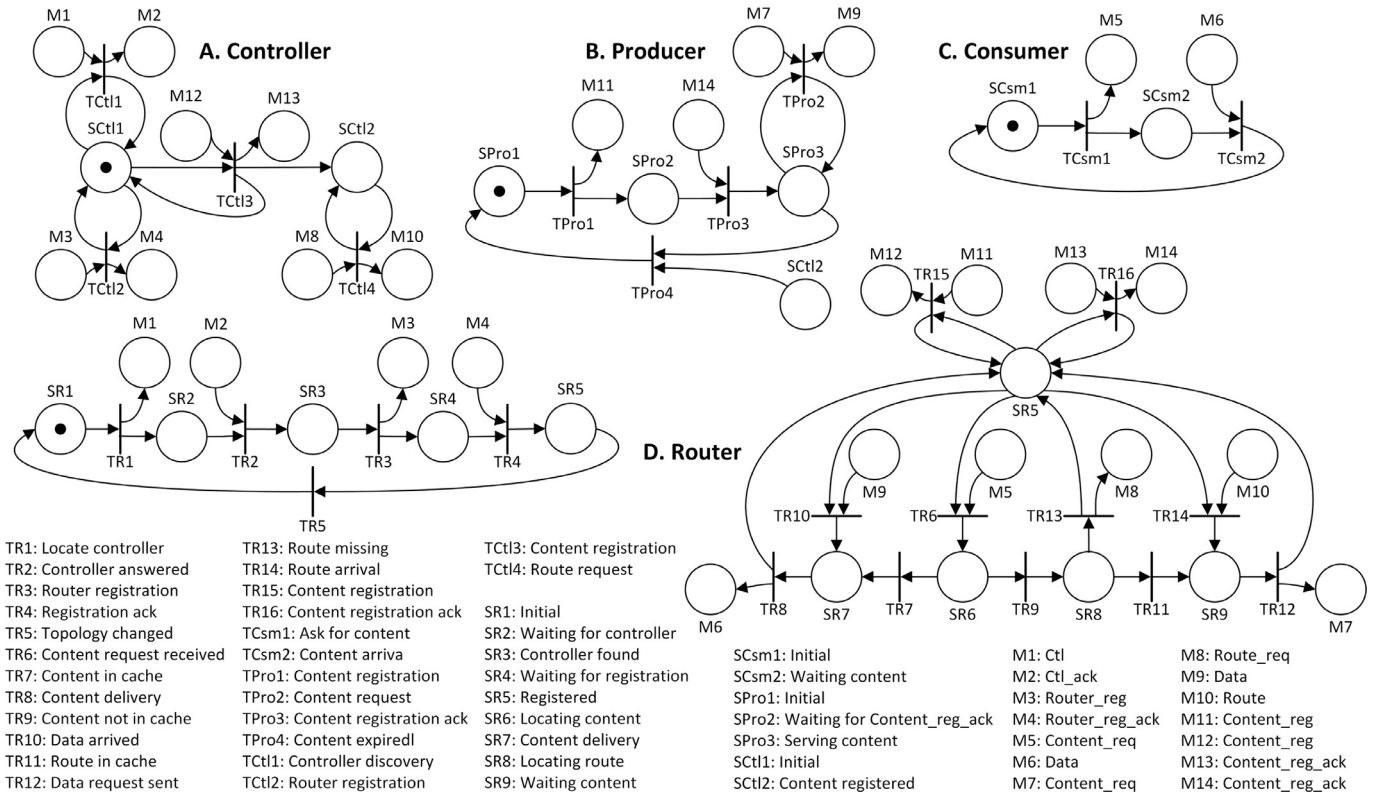 M1
M2
A. Controller
TCtl1
M12
M13
SCtl1
SCtl2
TCtl3
M3
M4
TCtl2
M8
M10
TCtl4
B. Producer
M7
M9
TPro2
M11
M14
SPro1
SPro2
SPro3
TPro1
TPro3
TPro4
SCtl2
C. Consumer
M5
M6
SCsm1
SCsm2
TCsm1
TCsm2
M1
M2
M3
M4
SR1
SR2
SR3
SR4
SR5
TR1
TR2
TR3
TR4
TR5
D. Router
M12
TR15
M11
M13
TR16
M14
SR5
M9
M5
M8
M10
TR10
TR6
TR13
TR14
M6
TR8
SR7
TR7
SR6
TR9
SR8
TR11
SR9
TR12
M7
TR1: Locate controller
TR2: Controller answered
TR3: Router registration
TR4: Registration ack
TR5: Topology changed
TR6: Content request received
TR7: Content in cache
TR8: Content delivery
TR9: Content not in cache
TR10: Data arrived
TR11: Route in cache
TR12: Data request sent
TR13: Route missing
TR14: Route arrival
TR15: Content registration
TR16: Content registration ack
TCsm1: Ask for content
TCsm2: Content arriva
TPro1: Content registration
TPro2: Content request
TPro3: Content registration ack
TPro4: Content expiredl
TCtl1: Controller discovery
TCtl2: Router registration
TCtl3: Content registration
TCtl4: Route request
SR1: Initial
SR2: Waiting for controller
SR3: Controller found
SR4: Waiting for registration
SR5: Registered
SR6: Locating content
SR7: Content delivery
SR8: Locating route
SR9: Waiting content
SCsm1: Initial
SCsm2: Waiting content
SPro1: Initial
SPro2: Waiting for Content_reg_ack
SPro3: Serving content
SCtl1: Initial
SCtl2: Content registered
M1: Ctl
M2: Ctl_ack
M3: Router_reg
M4: Router_reg_ack
M5: Content_req
M6: Data
M7: Content_req
M8: Route_req
M9: Data
M10: Route
M11: Content_reg
M12: Content_reg
M13: Content_reg_ack
M14: Content_reg_ack